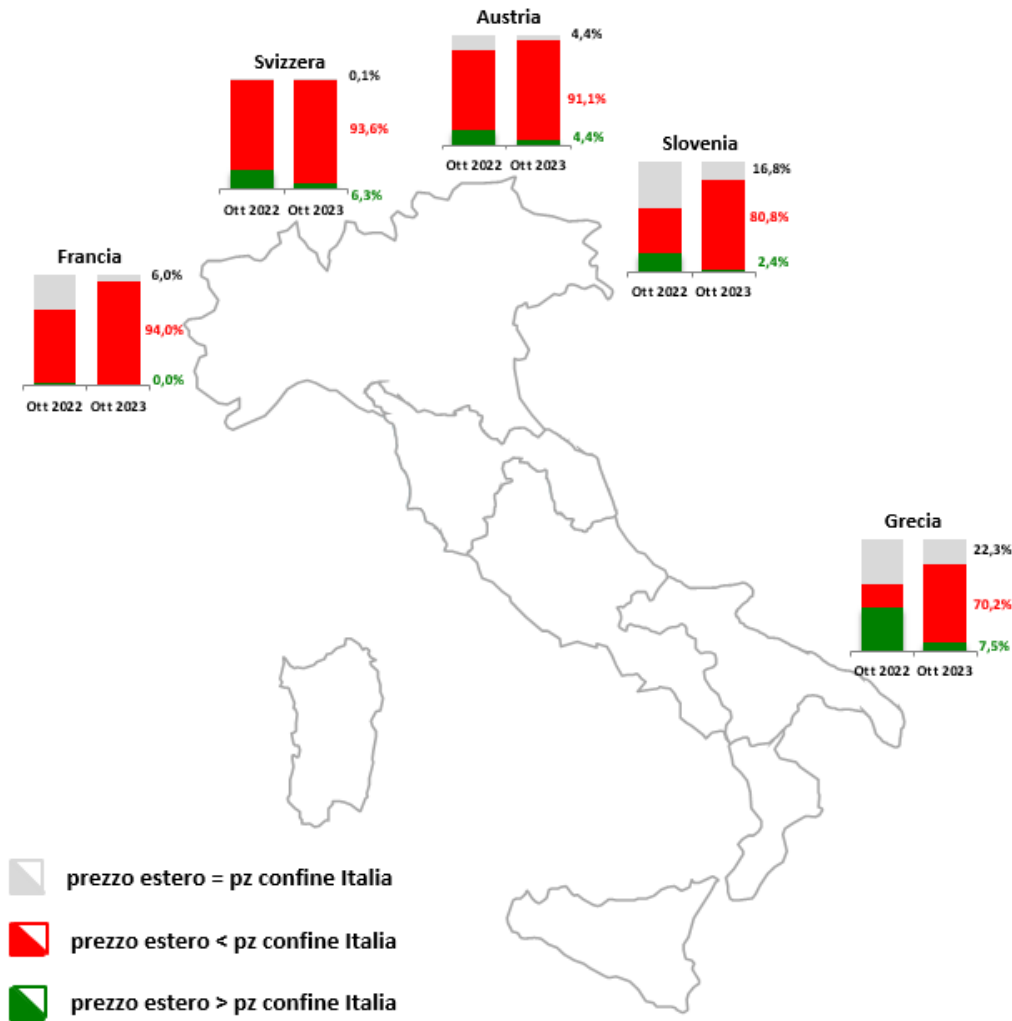 Austria
4,4%
91,1%
4,4%
Ott 2022 Ott 2023
Svizzera
0,1%
93,6%
6,3%
Ott 2022 Ott 2023
Slovenia
16,8%
80,8%
2,4%
Ott 2022 Ott 2023
Francia
6,0%
94,0%
0,0%
Ott 2022 Ott 2023
Grecia
22,3%
70,2%
7,5%
Ott 2022 Ott 2023
prezzo estero = pz confine Italia
prezzo estero < pz confine Italia
prezzo estero > pz confine Italia